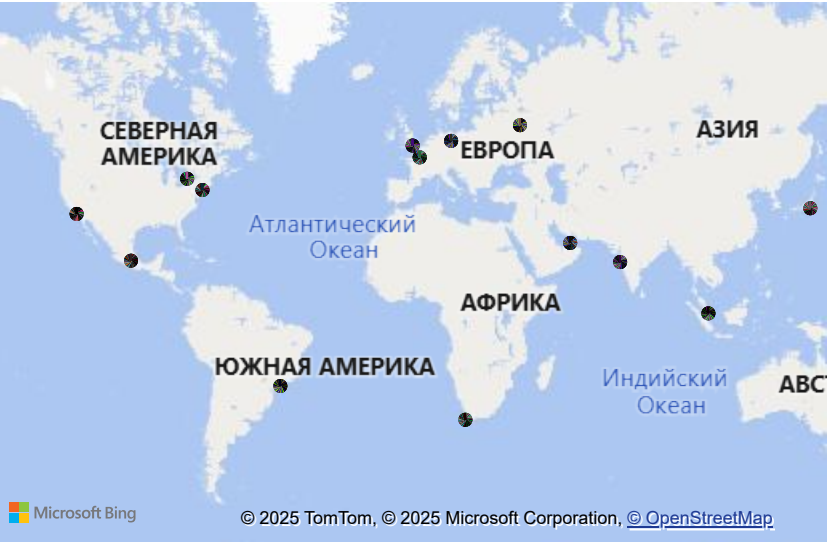 СЕВЕРНАЯ
АМЕРИКА
АЗИЯ
ЕВРОПА
Атлантический
Океан
АФРИКА
ЮЖНАЯ АМЕРИКА
Индийский
Океан
АВСТ
Microsoft Bing
© 2025 TomTom, © 2025 Microsoft Corporation, © OpenStreetMap